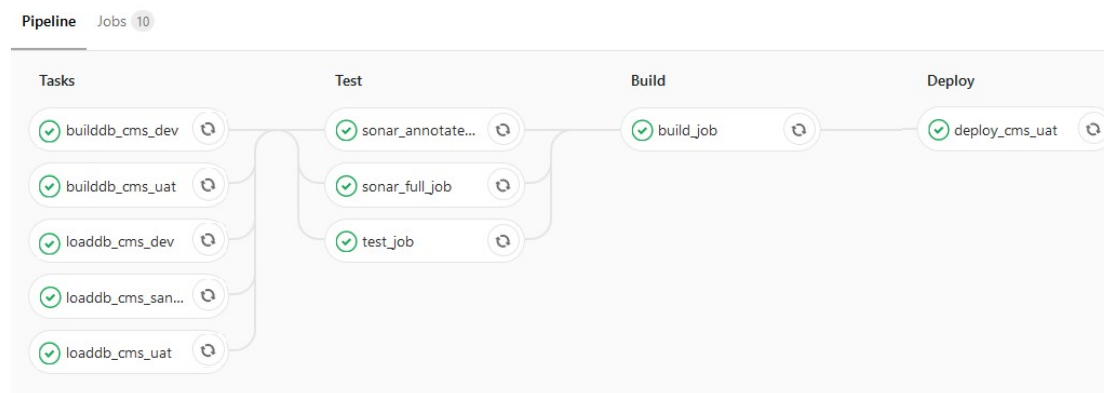 Pipeline Jobs 10
Tasks Test Build Deploy
builddb_cms_dev sonar_annotate... build_job deploy_cms_uat
builddb_cms_uat sonar_full_job
loaddb_cms_dev test_job
loaddb_cms_san...
loaddb_cms_uat